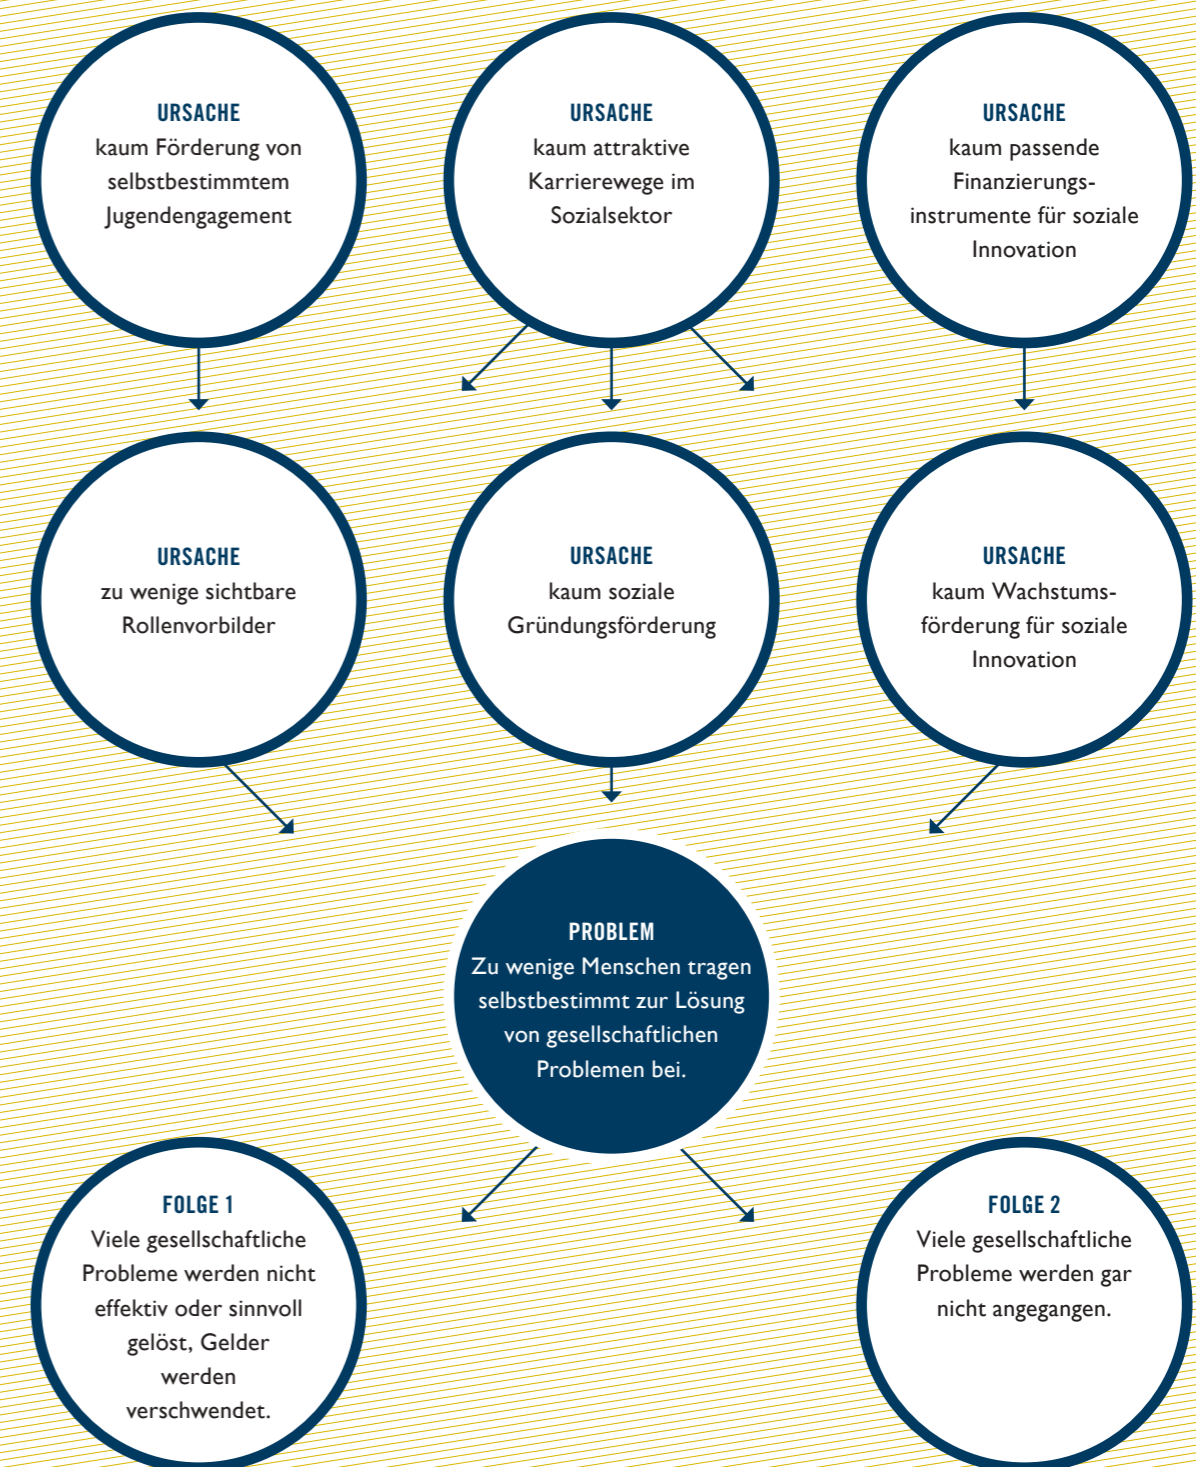 URSACHE
kaum Förderung von
selbstbestimmtem
Jugendengagement
URSACHE
kaum attraktive
Karrierewege im
Sozialsektor
URSACHE
kaum passende
Finanzierungs-
instrumente für soziale
Innovation
URSACHE
zu wenige sichtbare
Rollenvorbilder
URSACHE
kaum soziale
Gründungsförderung
URSACHE
kaum Wachstums-
förderung für soziale
Innovation
PROBLEM
Zu wenige Menschen tragen
selbstbestimmt zur Lösung
von gesellschaftlichen
Problemen bei.
FOLGE 1
Viele gesellschaftliche
Probleme werden nicht
effektiv oder sinnvoll
gelöst, Gelder
werden
verschwendet.
FOLGE 2
Viele gesellschaftliche
Probleme werden gar
nicht angegangen.